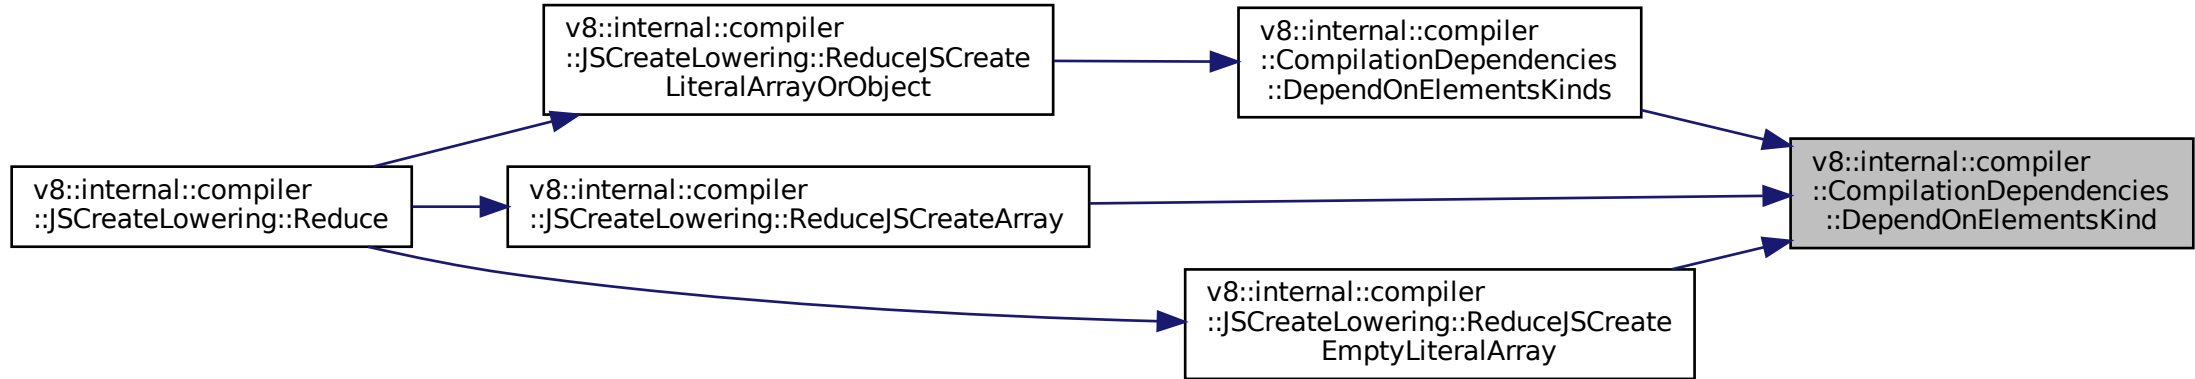 v8::internal::compiler
::JSCreateLowering::ReduceJSCreate
LiteralArrayOrObject
v8::internal::compiler
::CompilationDependencies
::DependOnElementsKinds
v8::internal::compiler
::JSCreateLowering::Reduce
v8::internal::compiler
::JSCreateLowering::ReduceJSCreateArray
v8::internal::compiler
::CompilationDependencies
::DependOnElementsKind
v8::internal::compiler
::JSCreateLowering::ReduceJSCreate
EmptyLiteralArray